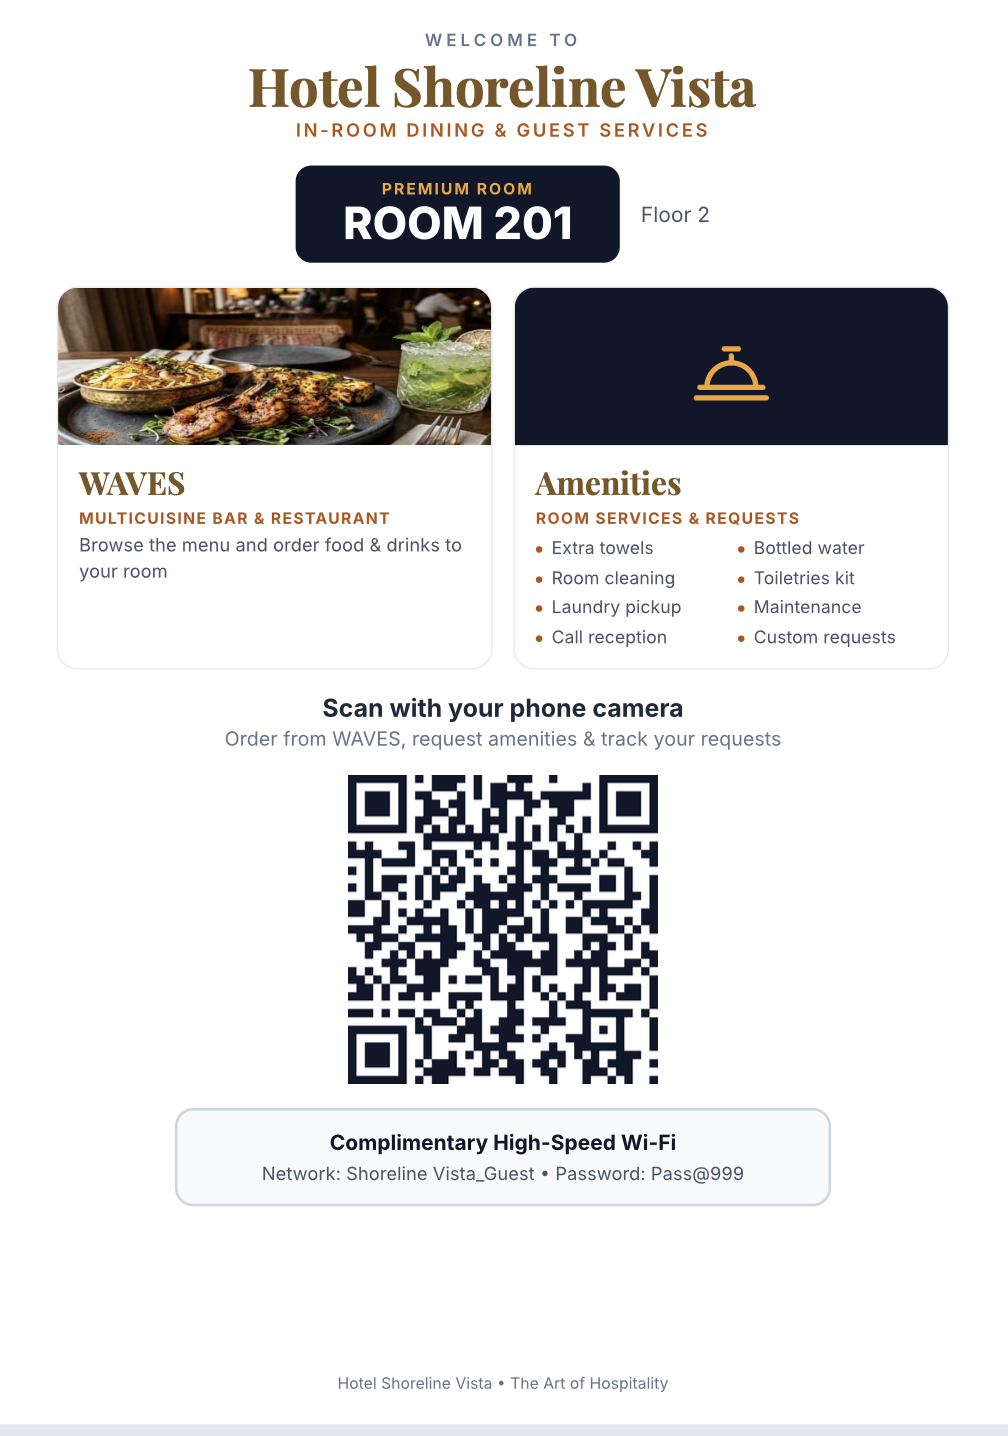 WELCOME TO
Hotel Shoreline Vista
IN-ROOM DINING & GUEST SERVICES
PREMIUM ROOM
ROOM 201
Floor 2
WAVES
MULTICUISINE BAR & RESTAURANT
Browse the menu and order food & drinks to
your room
Amenities
ROOM SERVICES & REQUESTS
• Extra towels
• Bottled water
• Room cleaning
• Toiletries kit
• Laundry pickup
• Maintenance
• Call reception
• Custom requests
Scan with your phone camera
Order from WAVES, request amenities & track your requests
Complimentary High-Speed Wi-Fi
Network: Shoreline Vista_Guest • Password: Pass@999
Hotel Shoreline Vista • The Art of Hospitality